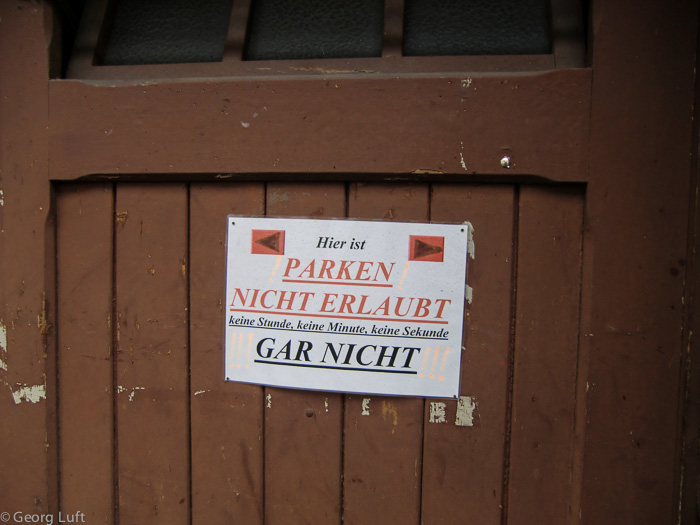 Hier ist
! PARKEN !
NICHT ERLAUBT
keine Stunde, keine Minute, keine Sekunde
!!! GAR NICHT !!!
© Georg Luft